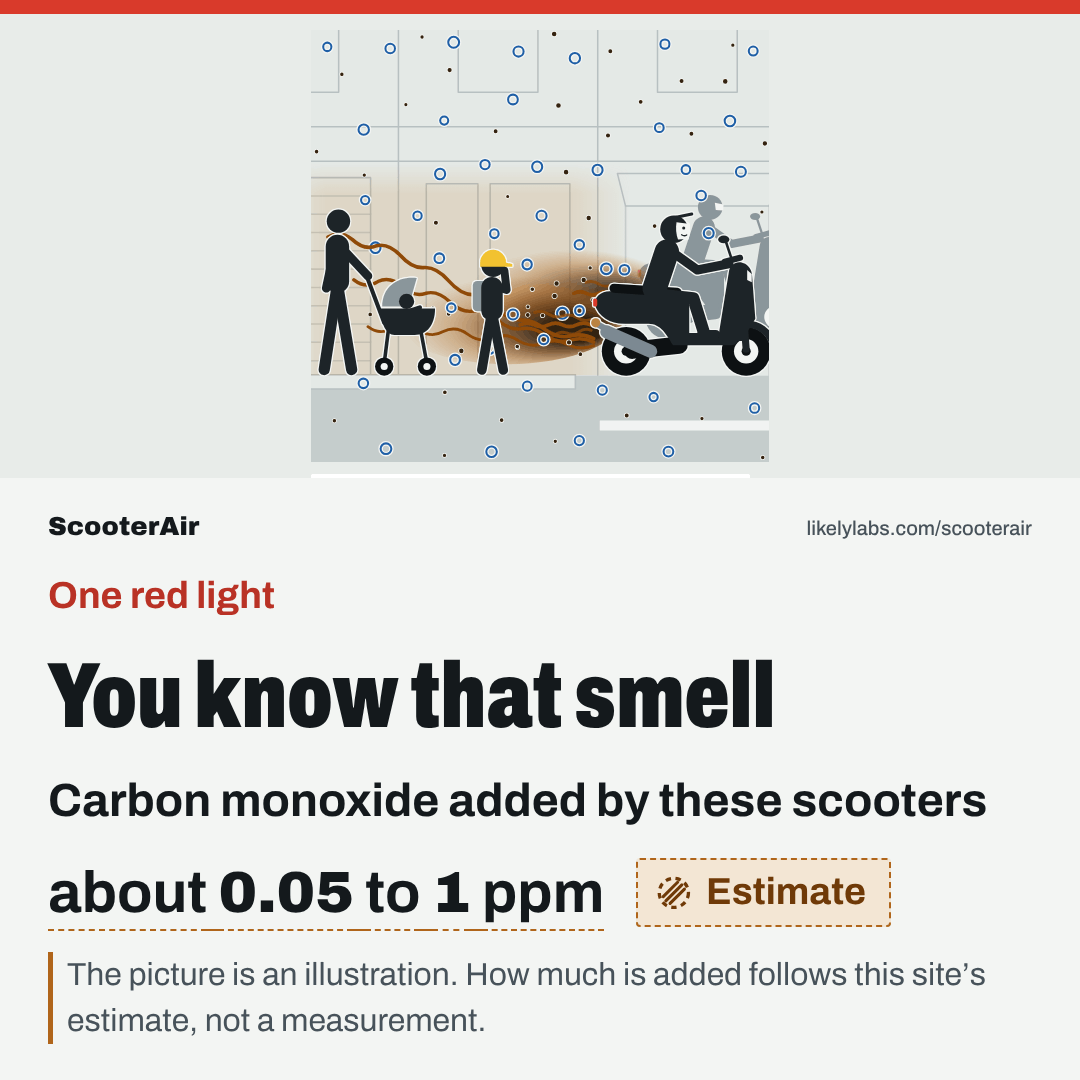 ScooterAir
likelylabs.com/scooterair
One red light
You know that smell
Carbon monoxide added by these scooters
about 0.05 to 1 ppm
Estimate
The picture is an illustration. How much is added follows this site’s
estimate, not a measurement.